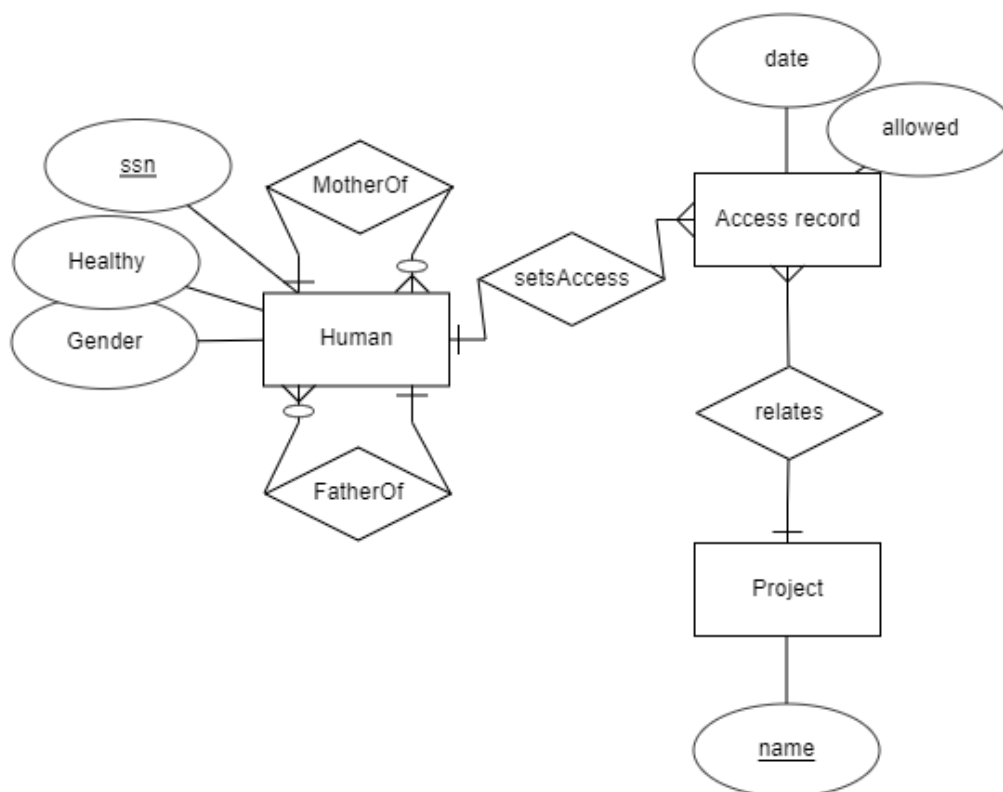 date
allowed
ssn
MotherOf
Access record
Healthy
setsAccess
Gender
Human
relates
FatherOf
Project
name